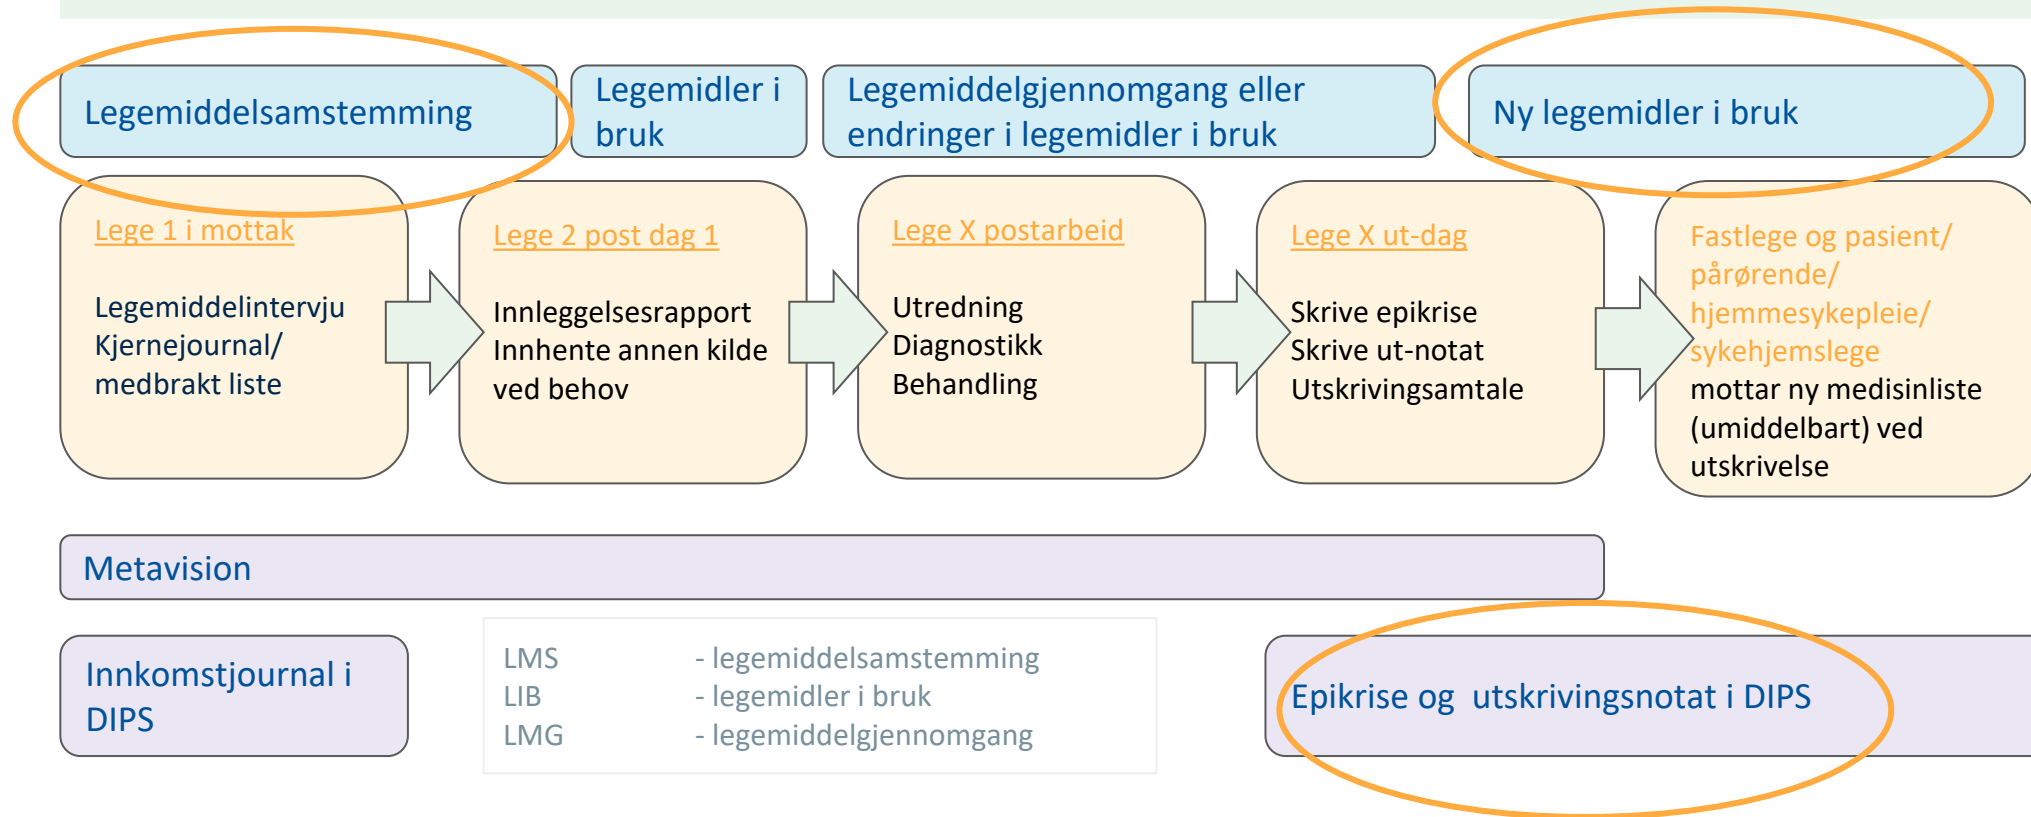 Legemiddelsamstemming
Legemidler i
bruk
Legemiddelgjennomgang eller
endringer i legemidler i bruk
Ny legemidler i bruk
Lege 1 i mottak
Legemiddelintervju
Kjernejournal/
medbrakt liste
Lege 2 post dag 1
Innleggelsesrapport
Innhente annen kilde
ved behov
Lege X postarbeid
Utredning
Diagnostikk
Behandling
Lege X ut-dag
Skrive epikrise
Skrive ut-notat
Utskrivingsamtale
Fastlege og pasient/
pårørende/
hjemmesykepleie/
sykehjemslege
mottar ny medisinliste
(umiddelbart) ved
utskrivelse
Metavision
Innkomstjournal i
DIPS
LMS - legemiddelsamstemming
LIB - legemidler i bruk
LMG - legemiddelgjennomgang
Epikrise og utskrivingsnotat i DIPS